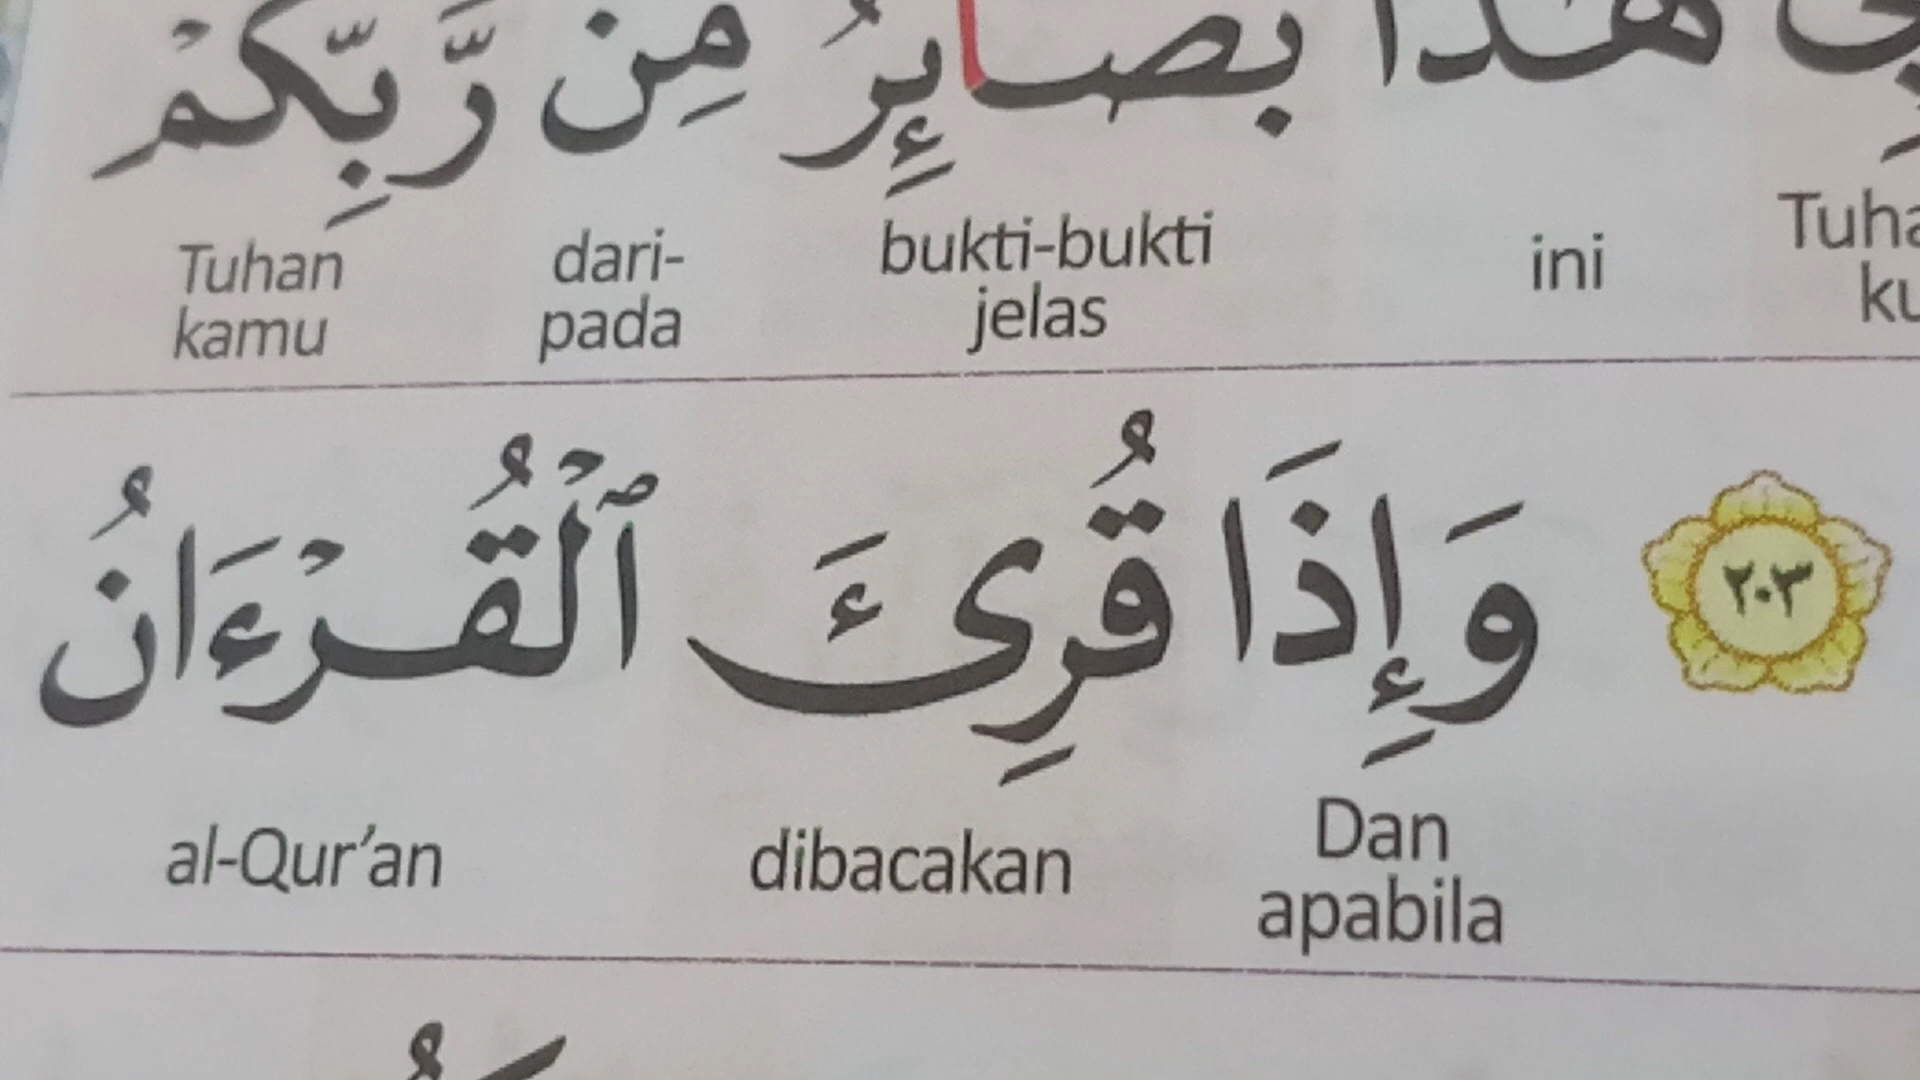 هَـٰذَا بَصَآئِرُ مِن رَّبِّكُمْ
ini bukti-bukti jelas dari-pada Tuhan kamu
٢٠٣ وَإِذَا قُرِئَ ٱلْقُرْءَانُ
Dan apabila dibacakan al-Qur’an